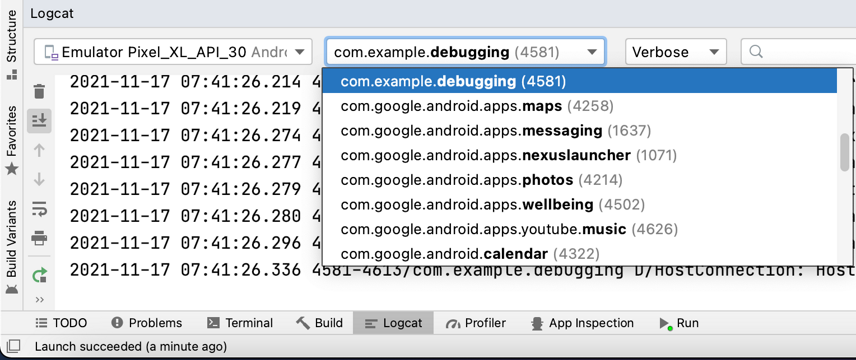 Logcat
Structure
Favorites
Build Variants
Emulator Pixel_XL_API_30 Andr
com.example.debugging (4581)
Verbose
2021-11-17 07:41:26.214 4
2021-11-17 07:41:26.219 4
2021-11-17 07:41:26.274 4
2021-11-17 07:41:26.277 4
2021-11-17 07:41:26.279 4
2021-11-17 07:41:26.280 4
2021-11-17 07:41:26.296 4
2021-11-17 07:41:26.336 4581-4613/com.example.debugging D/HostConnection: Host
com.example.debugging (4581)
com.google.android.apps.maps (4258)
com.google.android.apps.messaging (1637)
com.google.android.apps.nexuslauncher (1071)
com.google.android.apps.photos (4214)
com.google.android.apps.wellbeing (4502)
com.google.android.apps.youtube.music (4626)
com.google.android.calendar (4322)
TODO
Problems
Terminal
Build
Logcat
Profiler
App Inspection
Run
Launch succeeded (a minute ago)